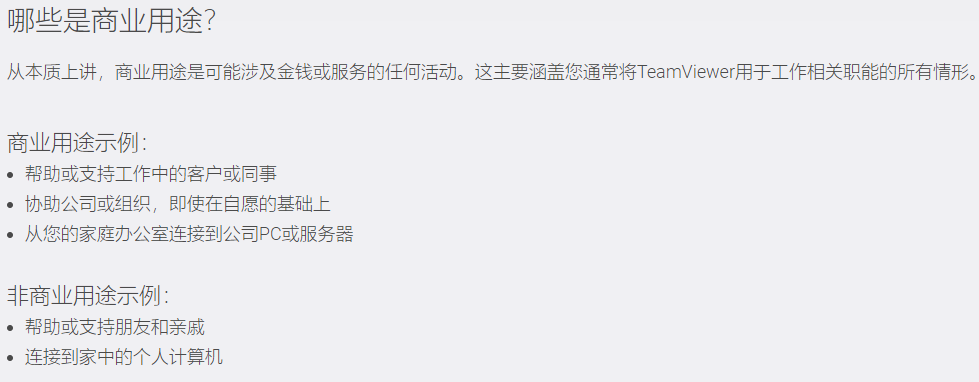 哪些是商业用途？
从本质上讲，商业用途是可能涉及金钱或服务的任何活动。这主要涵盖您通常将TeamViewer用于工作相关职能的所有情形。
商业用途示例：
• 帮助或支持工作中的客户或同事
• 协助公司或组织，即使在自愿的基础上
• 从您的家庭办公室连接到公司PC或服务器
非商业用途示例：
• 帮助或支持朋友和亲戚
• 连接到家中的个人计算机